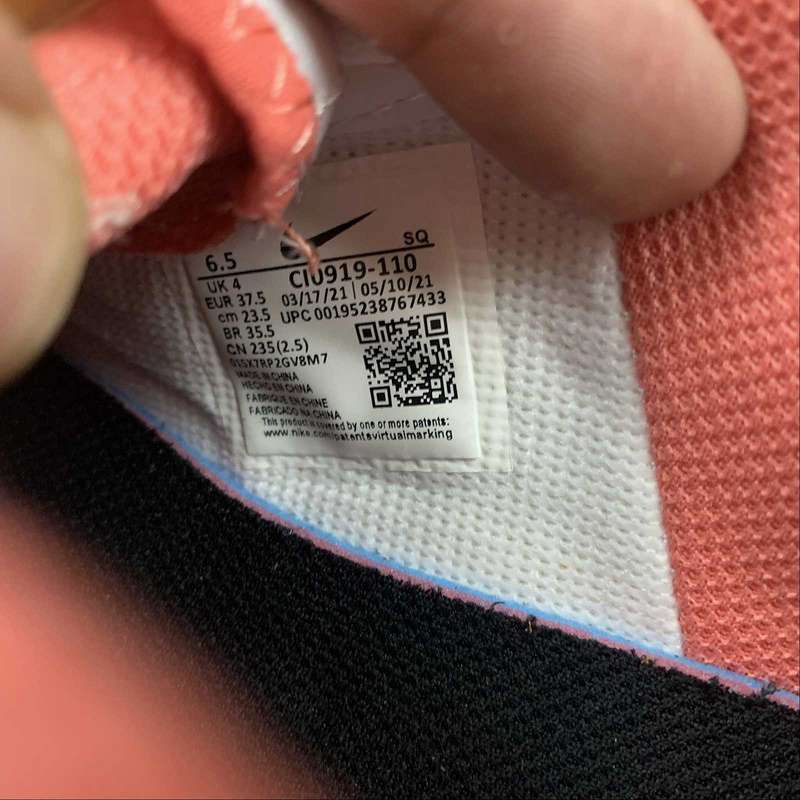 SQ
6.5
CI0919-110
UK 4
03/17/21 | 05/10/21
EUR 37.5
UPC 00195238767433
cm 23.5
BR 35.5
CN 235(2.5)
01SX7RP2GV8M7
MADE IN CHINA
HECHO EN CHINA
FABRIQUE EN CHINE
FABRICADO NA CHINA
This product is covered by one or more patents:
www.nike.com/patentsvirtualmarking